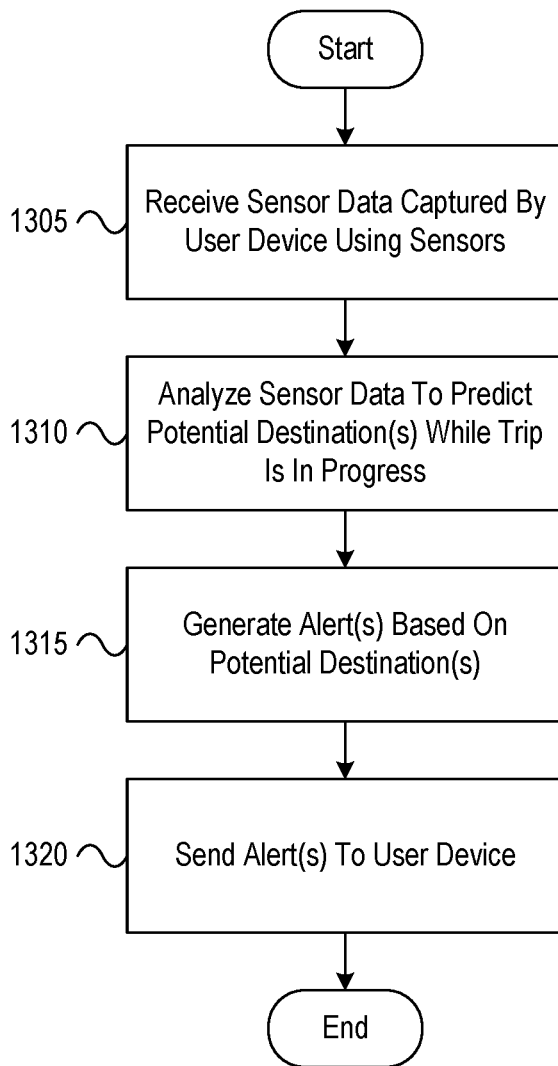 Start
1305
Receive Sensor Data Captured By
User Device Using Sensors
1310
Analyze Sensor Data To Predict
Potential Destination(s) While Trip
Is In Progress
1315
Generate Alert(s) Based On
Potential Destination(s)
1320
Send Alert(s) To User Device
End